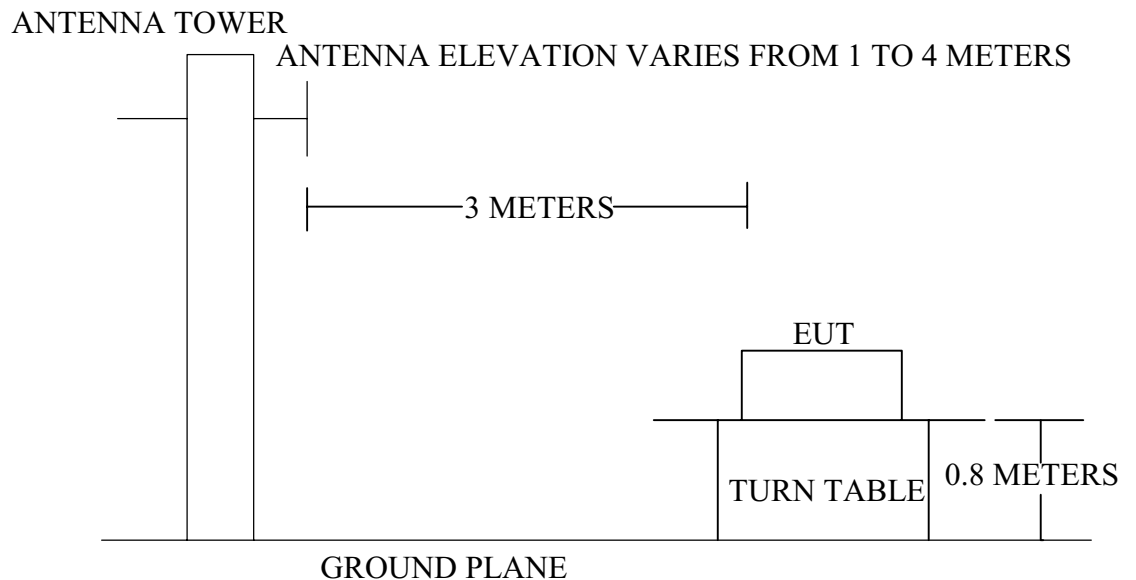 ANTENNA TOWER
ANTENNA ELEVATION VARIES FROM 1 TO 4 METERS
3 METERS
EUT
0.8 METERS
TURN TABLE
GROUND PLANE